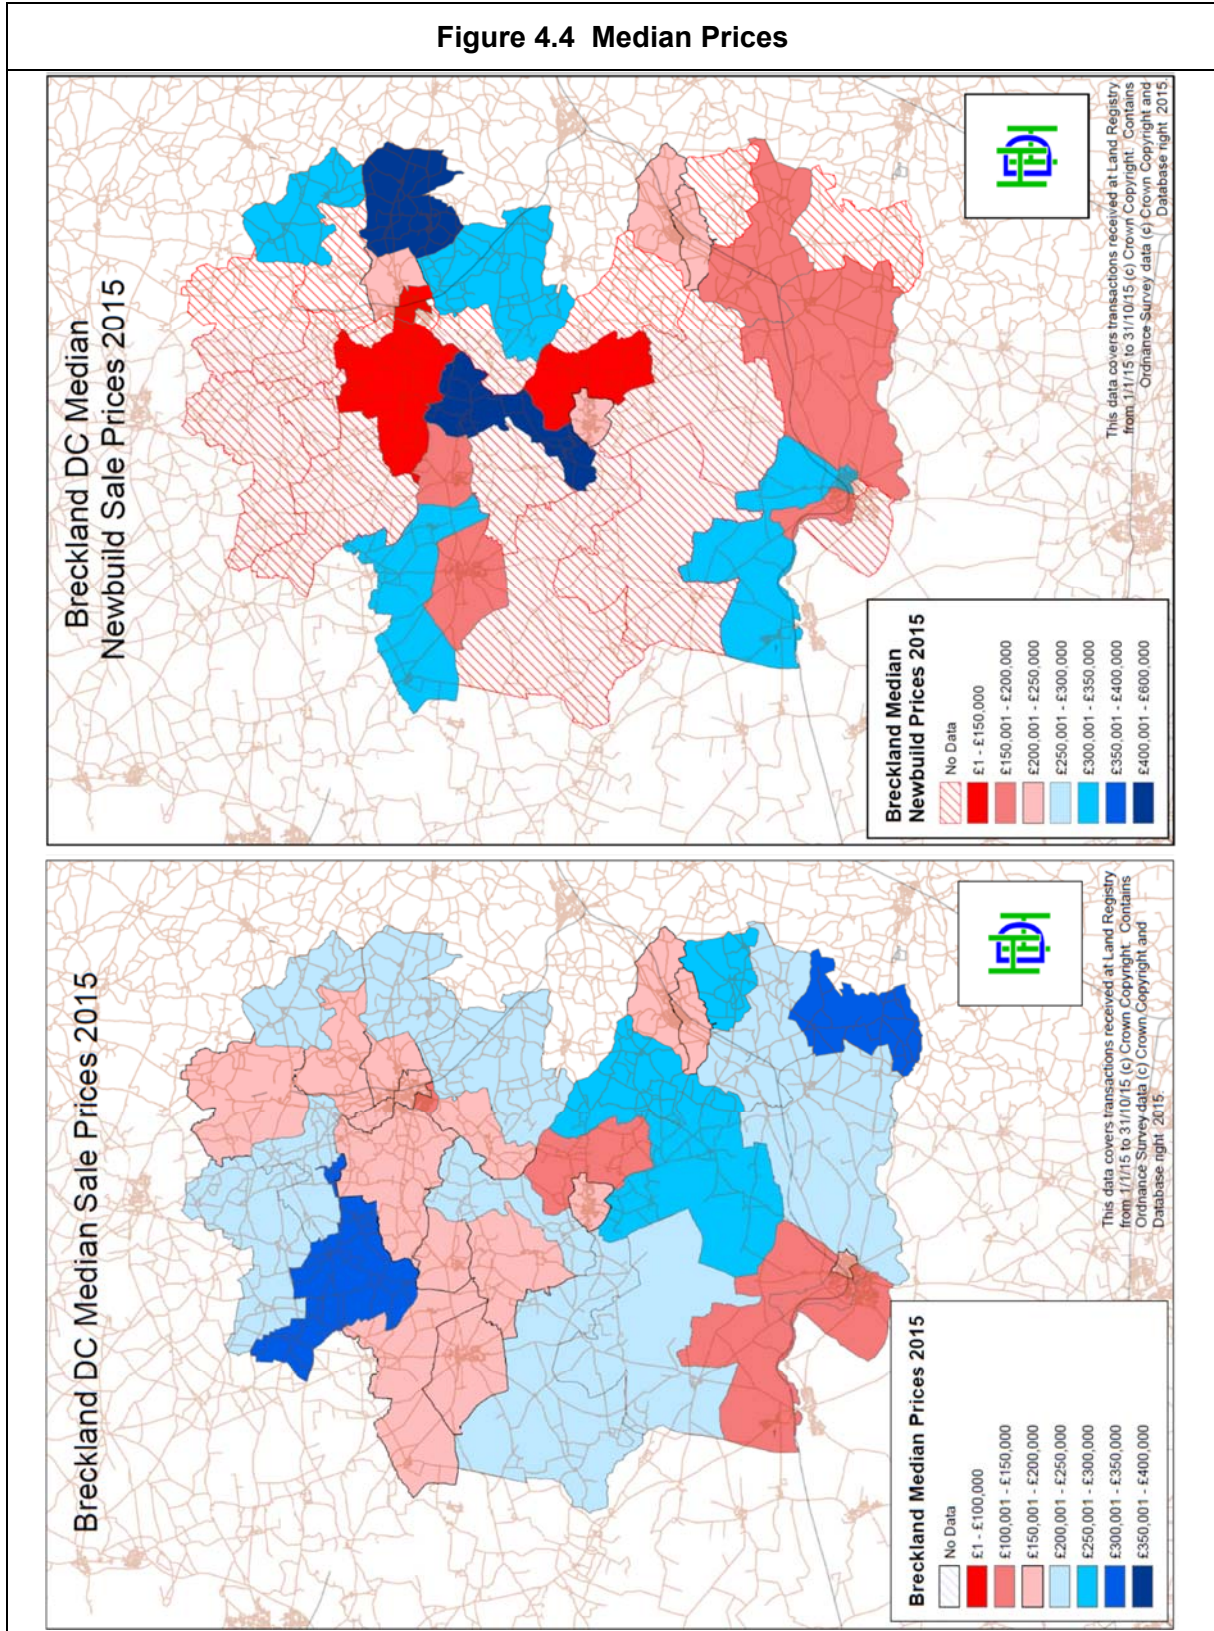 Figure 4.4 Median Prices
Breckland DC Median
Newbuild Sale Prices 2015
Breckland Median
Newbuild Prices 2015
No Data
£1 - £150,000
£150,001 - £200,000
£200,001 - £250,000
£250,001 - £300,000
£300,001 - £350,000
£350,001 - £400,000
£400,001 - £600,000
HDH
This data covers transactions received at Land Registry
from 1/1/15 to 31/10/15 (c) Crown Copyright. Contains
Ordnance Survey data (c) Crown Copyright and
Database right 2015.
Breckland DC Median Sale Prices 2015
Breckland Median Prices 2015
No Data
£1 - £100,000
£100,001 - £150,000
£150,001 - £200,000
£200,001 - £250,000
£250,001 - £300,000
£300,001 - £350,000
£350,001 - £400,000
HDH
This data covers transactions received at Land Registry
from 1/1/15 to 31/10/15 (c) Crown Copyright. Contains
Ordnance Survey data (c) Crown Copyright and
Database right 2015.